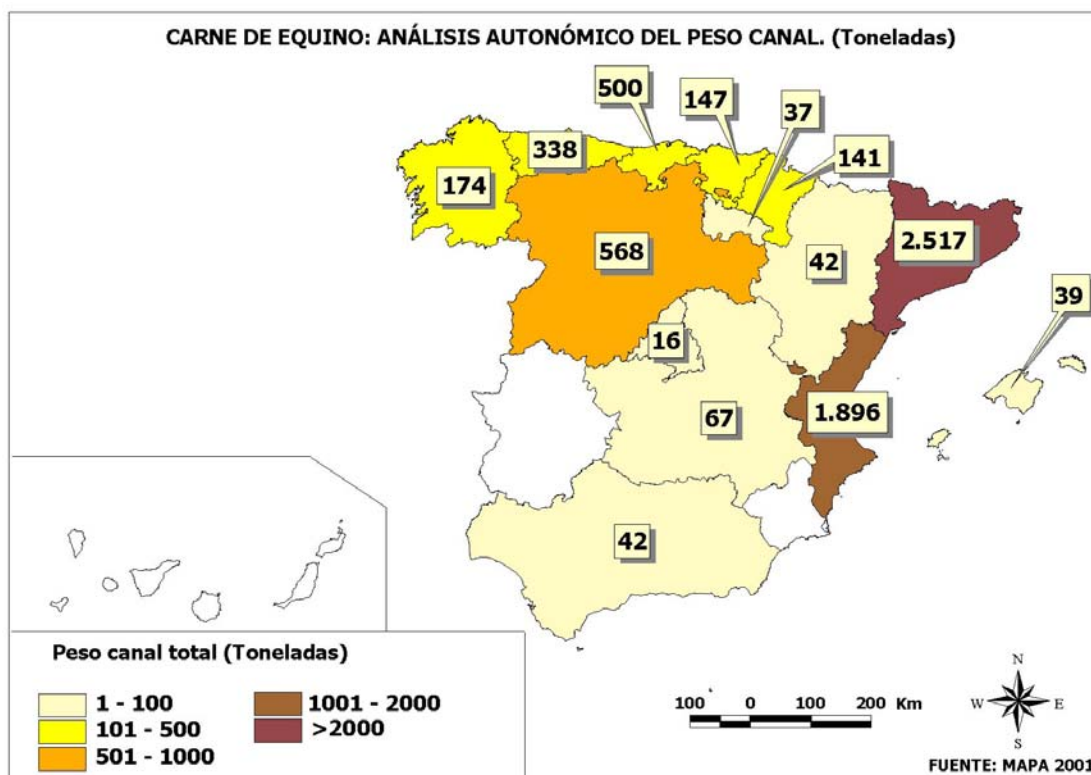 CARNE DE EQUINO: ANÁLISIS AUTONÓMICO DEL PESO CANAL. (Toneladas)
500
147
37
338
141
174
568
42
2.517
39
16
67
1.896
42
Peso canal total (Toneladas)
1 - 100
101 - 500
501 - 1000
1001 - 2000
>2000
100 0 100 200 Km
N
W E
S
FUENTE: MAPA 2001